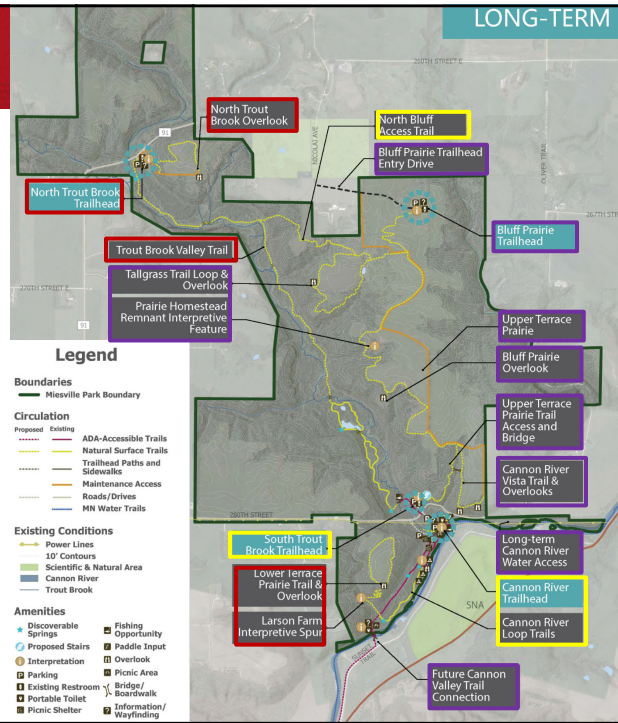 LONG-TERM
260TH STREET E
91
NICOLAI AVE
OLIVER TRAIL
North Trout
Brook Overlook
North Bluff
Access Trail
Bluff Prairie Trailhead
Entry Drive
North Trout Brook
Trailhead
267TH ST
Bluff Prairie
Trailhead
Trout Brook Valley Trail
Tallgrass Trail Loop &
Overlook
270TH STREET E
Prairie Homestead
Remnant Interpretive
Feature
91
Upper Terrace
Prairie
Bluff Prairie
Overlook
Upper Terrace
Prairie Trail
Access and
Bridge
Cannon River
Vista Trail &
Overlooks
280TH STREET
South Trout
Brook Trailhead
Long-term
Cannon River
Water Access
Lower Terrace
Prairie Trail &
Overlook
Cannon River
Trailhead
SNA
Larson Farm
Interpretive Spur
Cannon River
Loop Trails
SUNSET
TRAIL
Future Cannon
Valley Trail
Connection
Legend
Boundaries
Miesville Park Boundary
Circulation
Proposed Existing
ADA-Accessible Trails
Natural Surface Trails
Trailhead Paths and
Sidewalks
Maintenance Access
Roads/Drives
MN Water Trails
Existing Conditions
Power Lines
10' Contours
Scientific & Natural Area
Cannon River
Trout Brook
Amenities
Discoverable
Springs
Proposed Stairs
Interpretation
Parking
Existing Restroom
Portable Toilet
Picnic Shelter
Fishing
Opportunity
Paddle Input
Overlook
Picnic Area
Bridge/
Boardwalk
Information/
Wayfinding